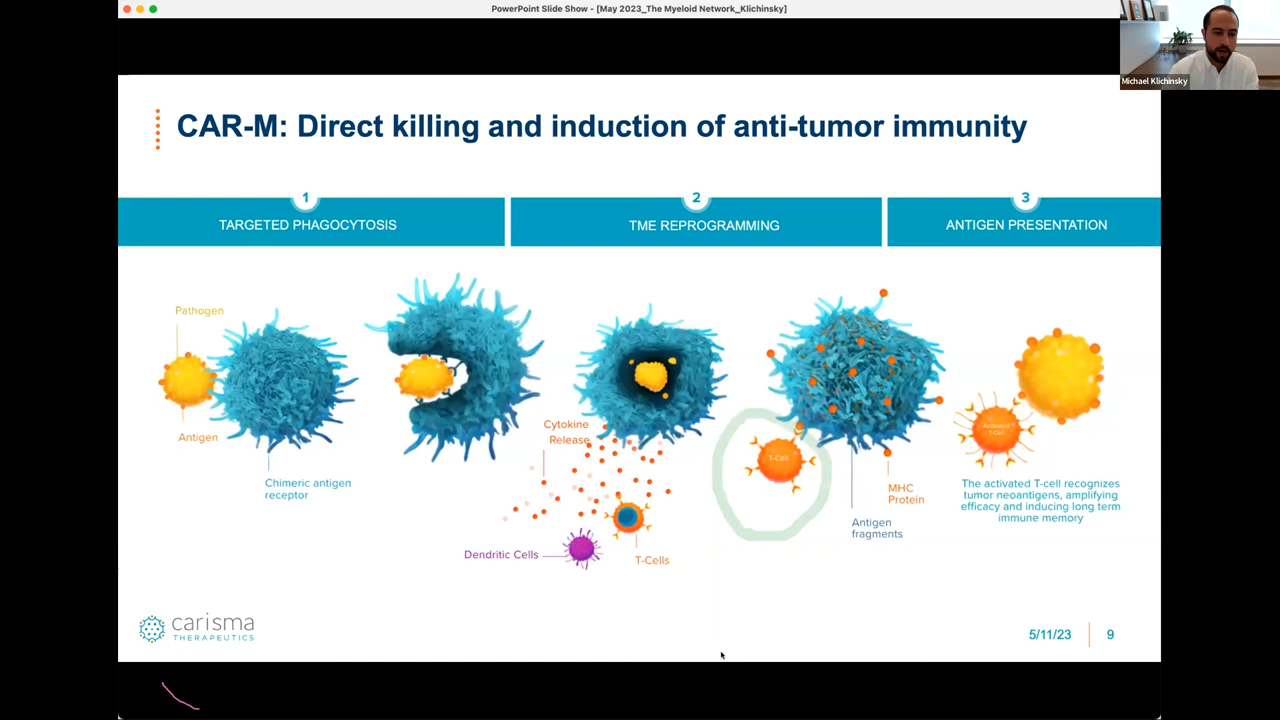 PowerPoint Slide Show - [May 2023_The Myeloid Network_Klichinsky]
Michael Klichinsky
CAR-M: Direct killing and induction of anti-tumor immunity
1
TARGETED PHAGOCYTOSIS
2
TME REPROGRAMMING
3
ANTIGEN PRESENTATION
Pathogen
Antigen
Chimeric antigen
receptor
Cytokine
Release
Dendritic Cells
T-Cells
T-Cell
MHC
Protein
Antigen
fragments
Activated
T-Cell
The activated T-cell recognizes
tumor neoantigens, amplifying
efficacy and inducing long term
immune memory
carisma
THERAPEUTICS
5/11/23
9